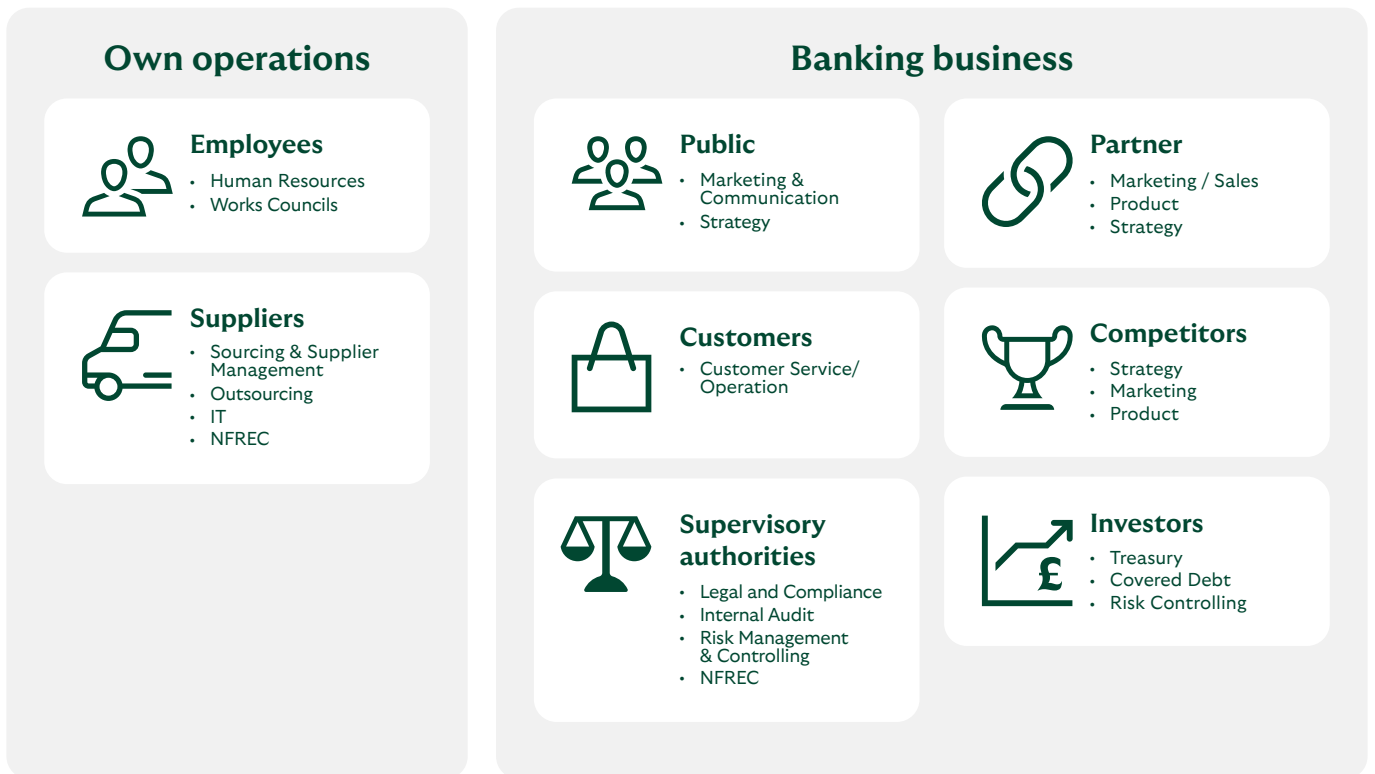 Own operations
Employees
• Human Resources
• Works Councils
Suppliers
• Sourcing & Supplier
Management
• Outsourcing
• IT
• NFREC
Banking business
Public
• Marketing &
Communication
• Strategy
Customers
• Customer Service/
Operation
Supervisory
authorities
• Legal and Compliance
• Internal Audit
• Risk Management
& Controlling
• NFREC
Partner
• Marketing / Sales
• Product
• Strategy
Competitors
• Strategy
• Marketing
• Product
£
Investors
• Treasury
• Covered Debt
• Risk Controlling